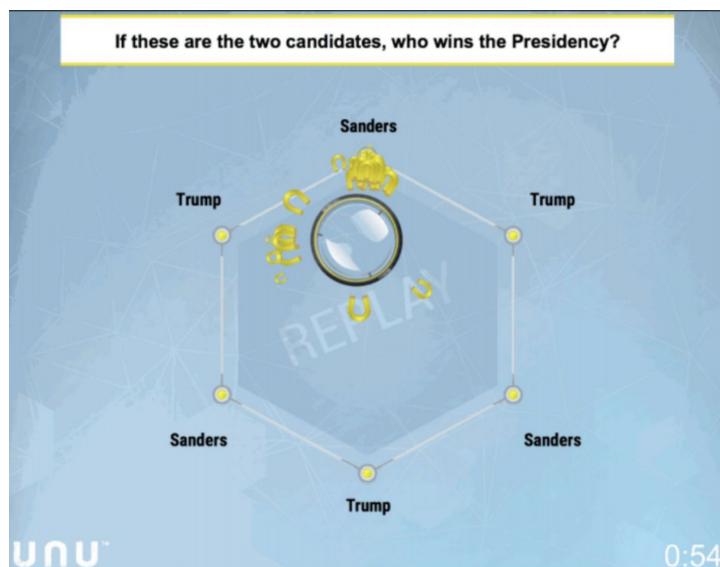 If these are the two candidates, who wins the Presidency?
Sanders
Trump
Trump
REPLAY
Sanders
Sanders
Trump
UNU™
0:54